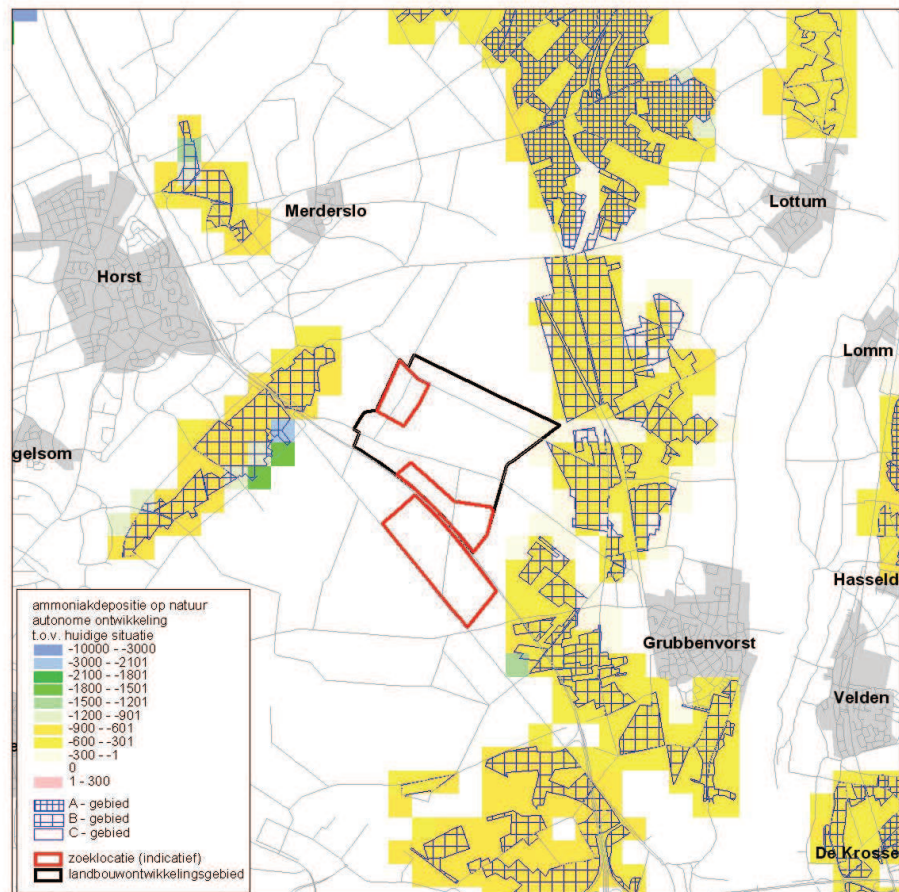 Merderslo
Lottum
Horst
Lomm
gelsom
Hasseld
Grubbenvorst
Velden
De Krosse
ammoniakdepositie op natuur
autonome ontwikkeling
t.o.v. huidige situatie
-10000 - -3000
-3000 - -2101
-2100 - -1801
-1800 - -1501
-1500 - -1201
-1200 - -901
-900 - -601
-600 - -301
-300 - -1
0
1 - 300
A - gebied
B - gebied
C - gebied
zoeklocatie (indicatief)
landbouwontwikkelingsgebied